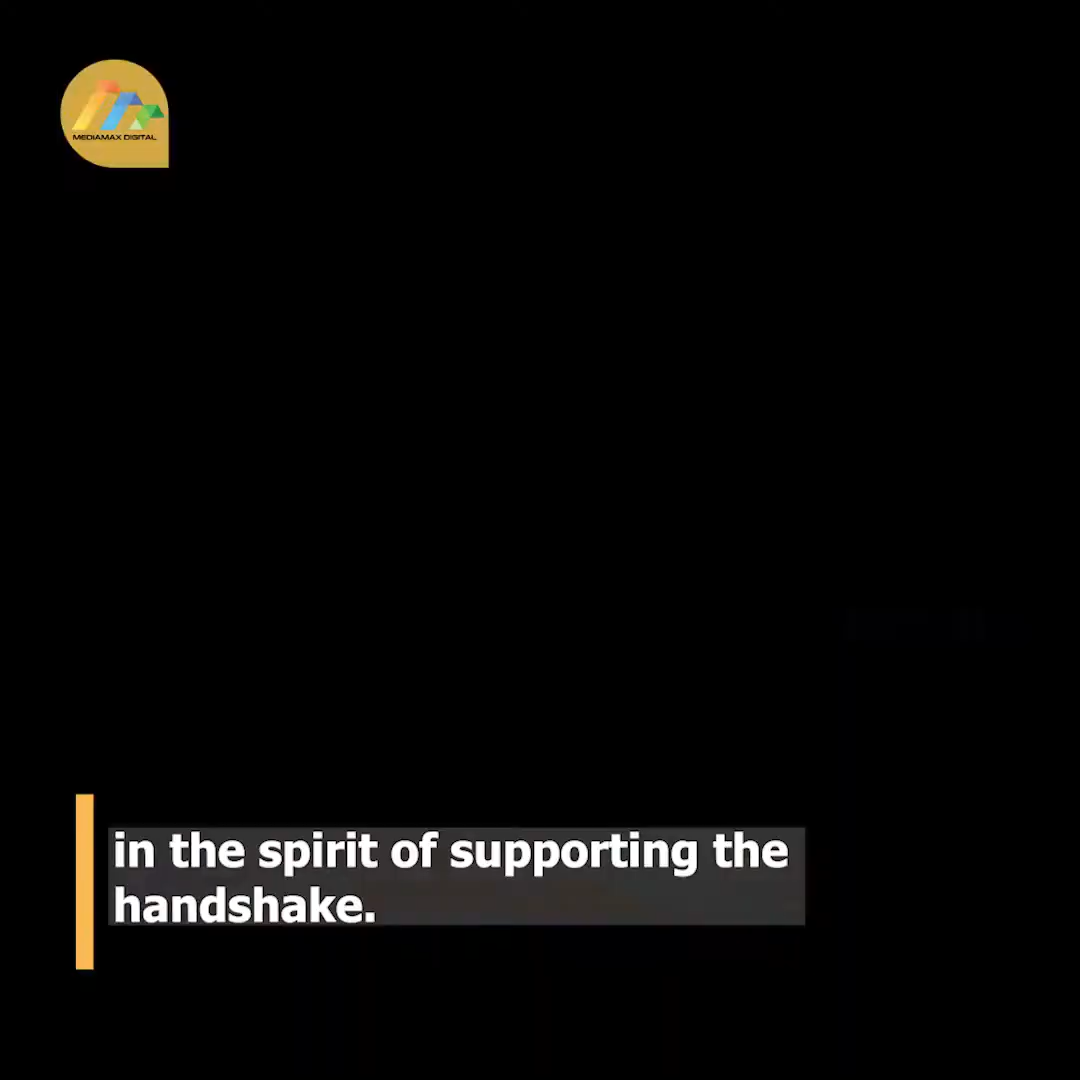 MEDIAMAX DIGITAL
in the spirit of supporting the
handshake.